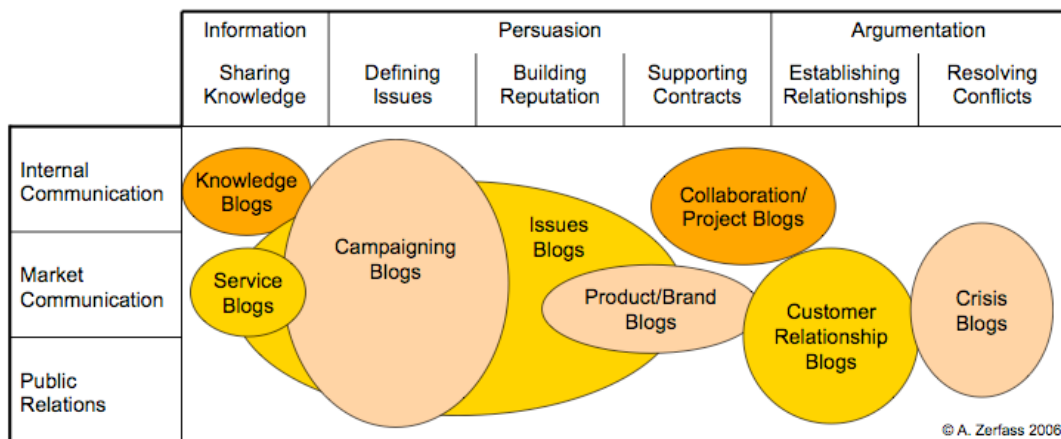 Information
Persuasion
Argumentation
Sharing
Knowledge
Defining
Issues
Building
Reputation
Supporting
Contracts
Establishing
Relationships
Resolving
Conflicts
Internal
Communication
Knowledge
Blogs
Collaboration/
Project Blogs
Issues
Blogs
Campaigning
Blogs
Market
Communication
Service
Blogs
Product/Brand
Blogs
Customer
Relationship
Blogs
Crisis
Blogs
Public
Relations
© A. Zerfass 2006